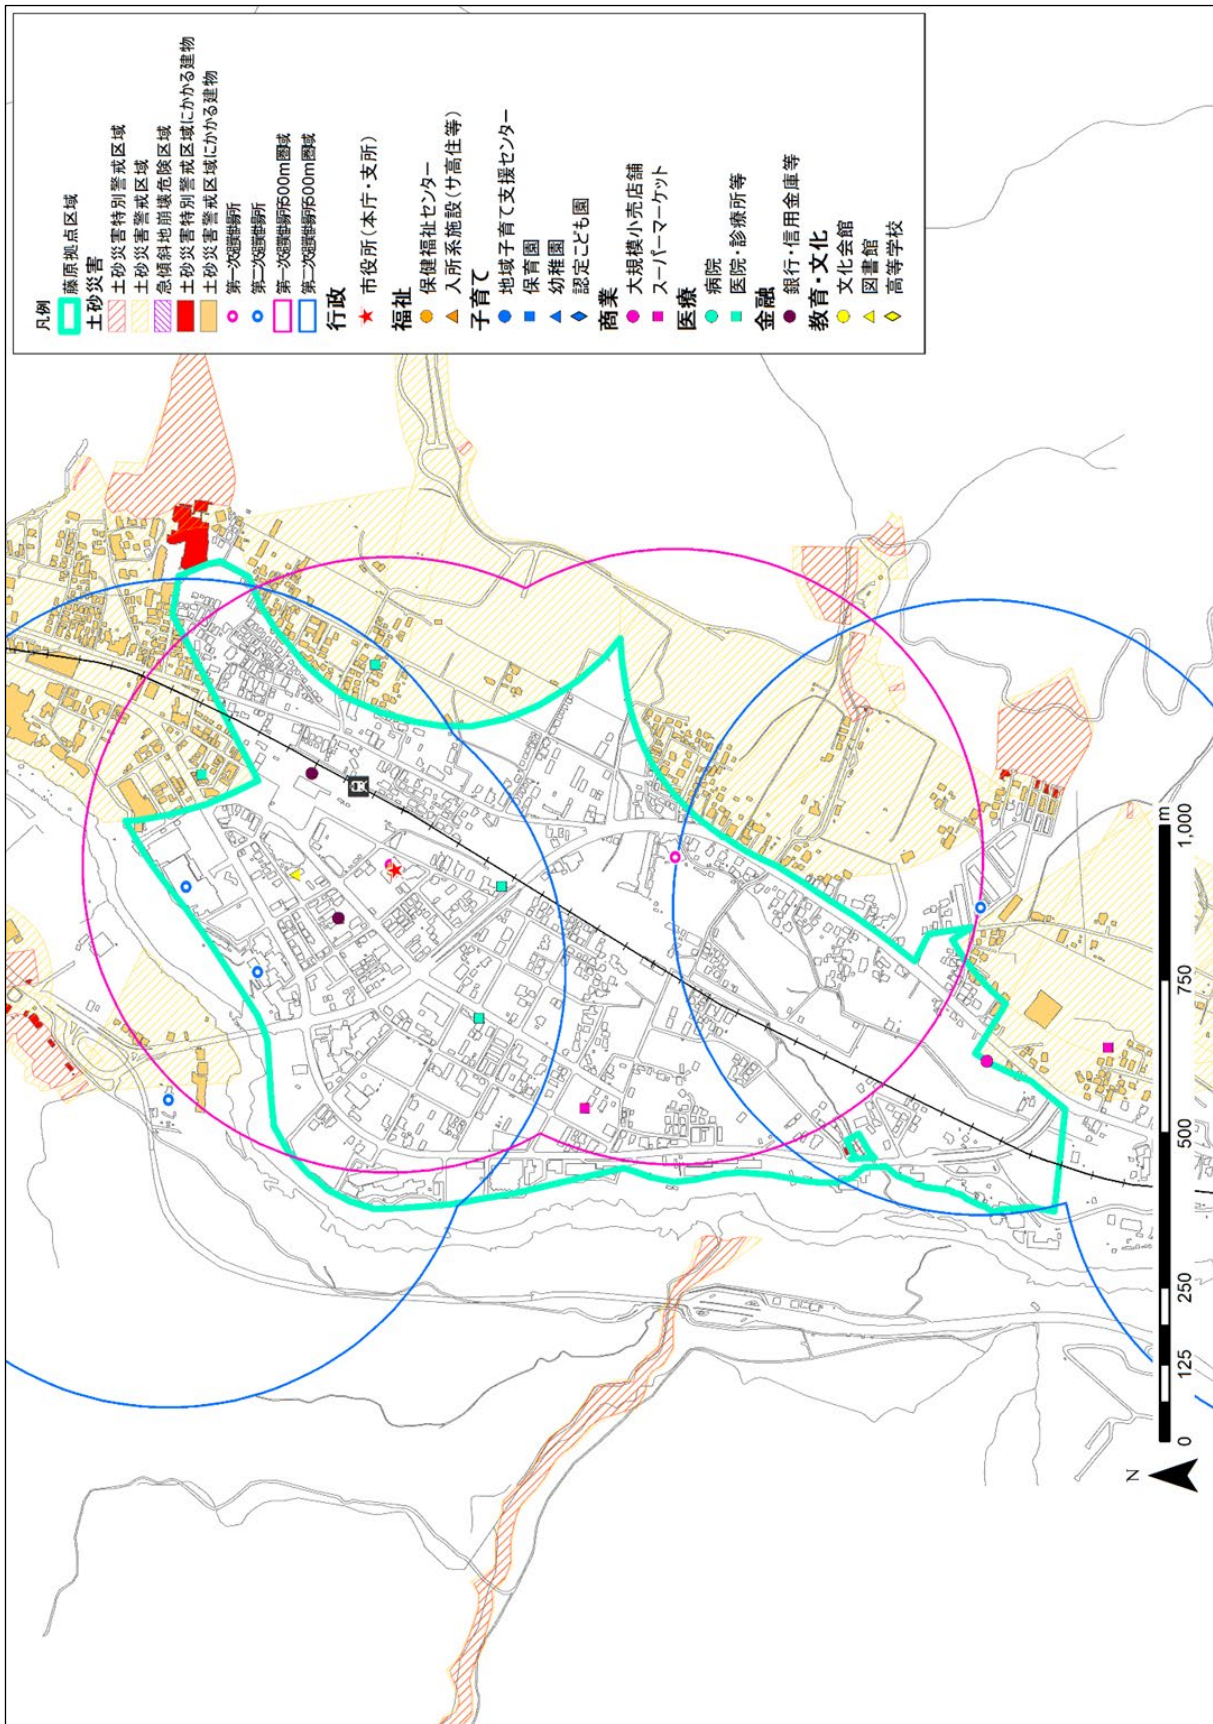 凡例
藤原拠点区域
土砂災害
土砂災害特別警戒区域
土砂災害警戒区域
急傾斜地崩壊危険区域
土砂災害特別警戒区域にかかる建物
土砂災害警戒区域にかかる建物
第一次避難場所
第二次避難場所
第一次避難場所500m圏域
第二次避難場所500m圏域
行政
市役所(本庁・支所)
福祉
保健福祉センター
入所系施設(サ高住等)
子育て
地域子育て支援センター
保育園
幼稚園
認定こども園
商業
大規模小売店舗
スーパーマーケット
医療
病院
医院・診療所等
金融
銀行・信用金庫等
教育・文化
文化会館
図書館
高等学校
N
0 125 250 500 750 1,000
m